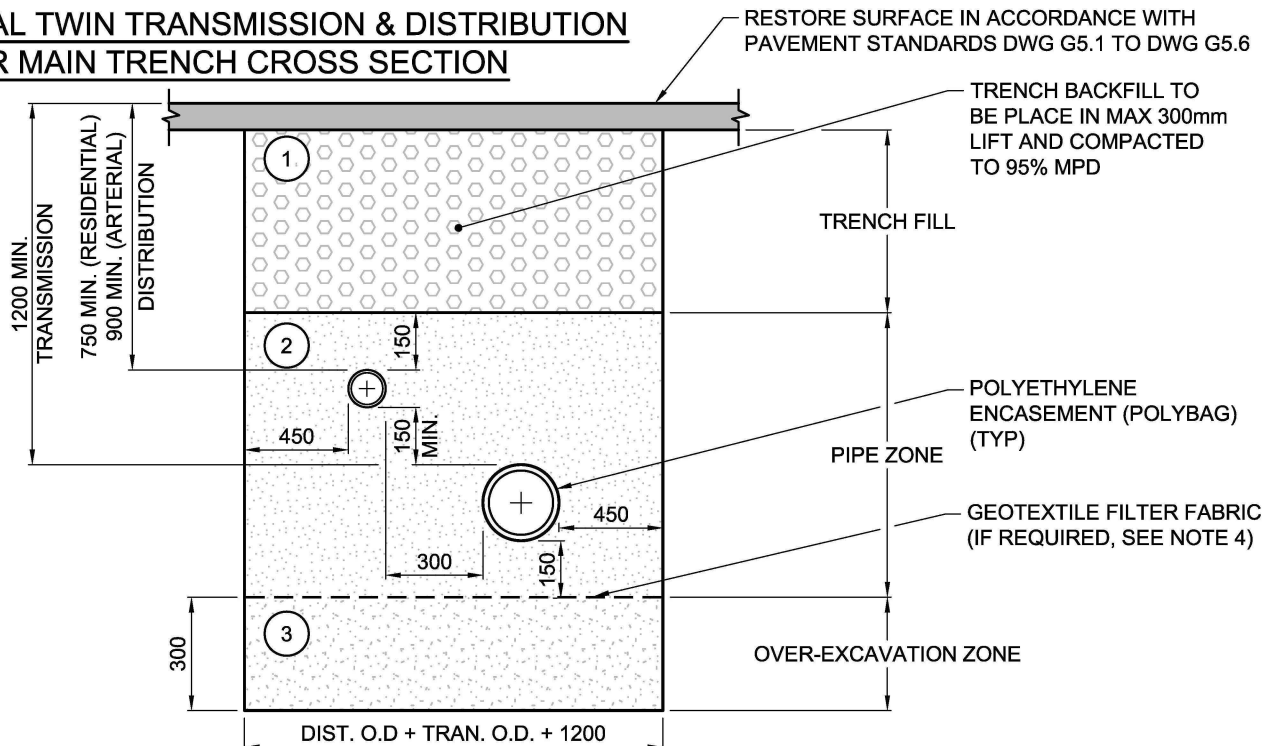 AL TWIN TRANSMISSION & DISTRIBUTION
R MAIN TRENCH CROSS SECTION
RESTORE SURFACE IN ACCORDANCE WITH
PAVEMENT STANDARDS DWG G5.1 TO DWG G5.6
TRENCH BACKFILL TO
BE PLACE IN MAX 300mm
LIFT AND COMPACTED
TO 95% MPD
1200 MIN.
TRANSMISSION
750 MIN. (RESIDENTIAL)
900 MIN. (ARTERIAL)
DISTRIBUTION
1
TRENCH FILL
2
150
450
150
MIN.
POLYETHYLENE
ENCASEMENT (POLYBAG)
(TYP)
PIPE ZONE
450
GEOTEXTILE FILTER FABRIC
(IF REQUIRED, SEE NOTE 4)
300
150
3
300
OVER-EXCAVATION ZONE
DIST. O.D + TRAN. O.D. + 1200